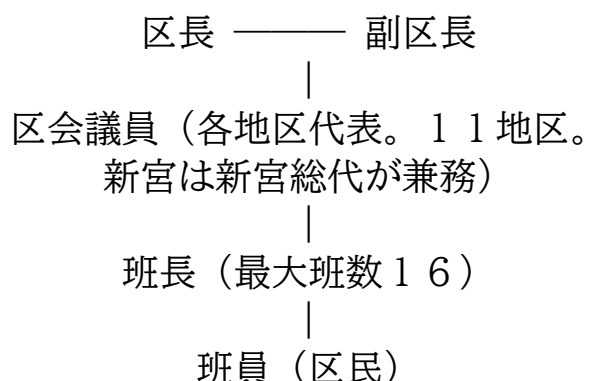 区長 ――― 副区長
｜
区会議員（各地区代表。１１地区。
新宮は新宮総代が兼務）
｜
班長（最大班数１６）
｜
班員（区民）